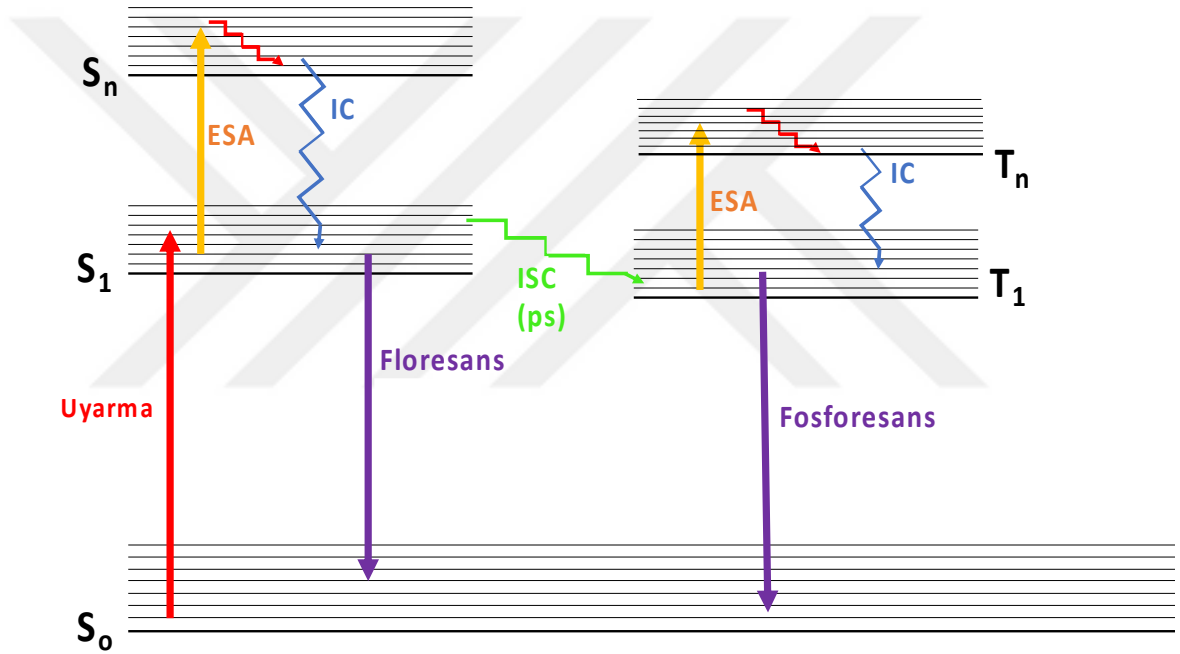 Sₙ
ESA
IC
Tₙ
ESA
IC
S₁
ISC
(ps)
T₁
Floresans
Uyarma
Fosforesans
Sₒ